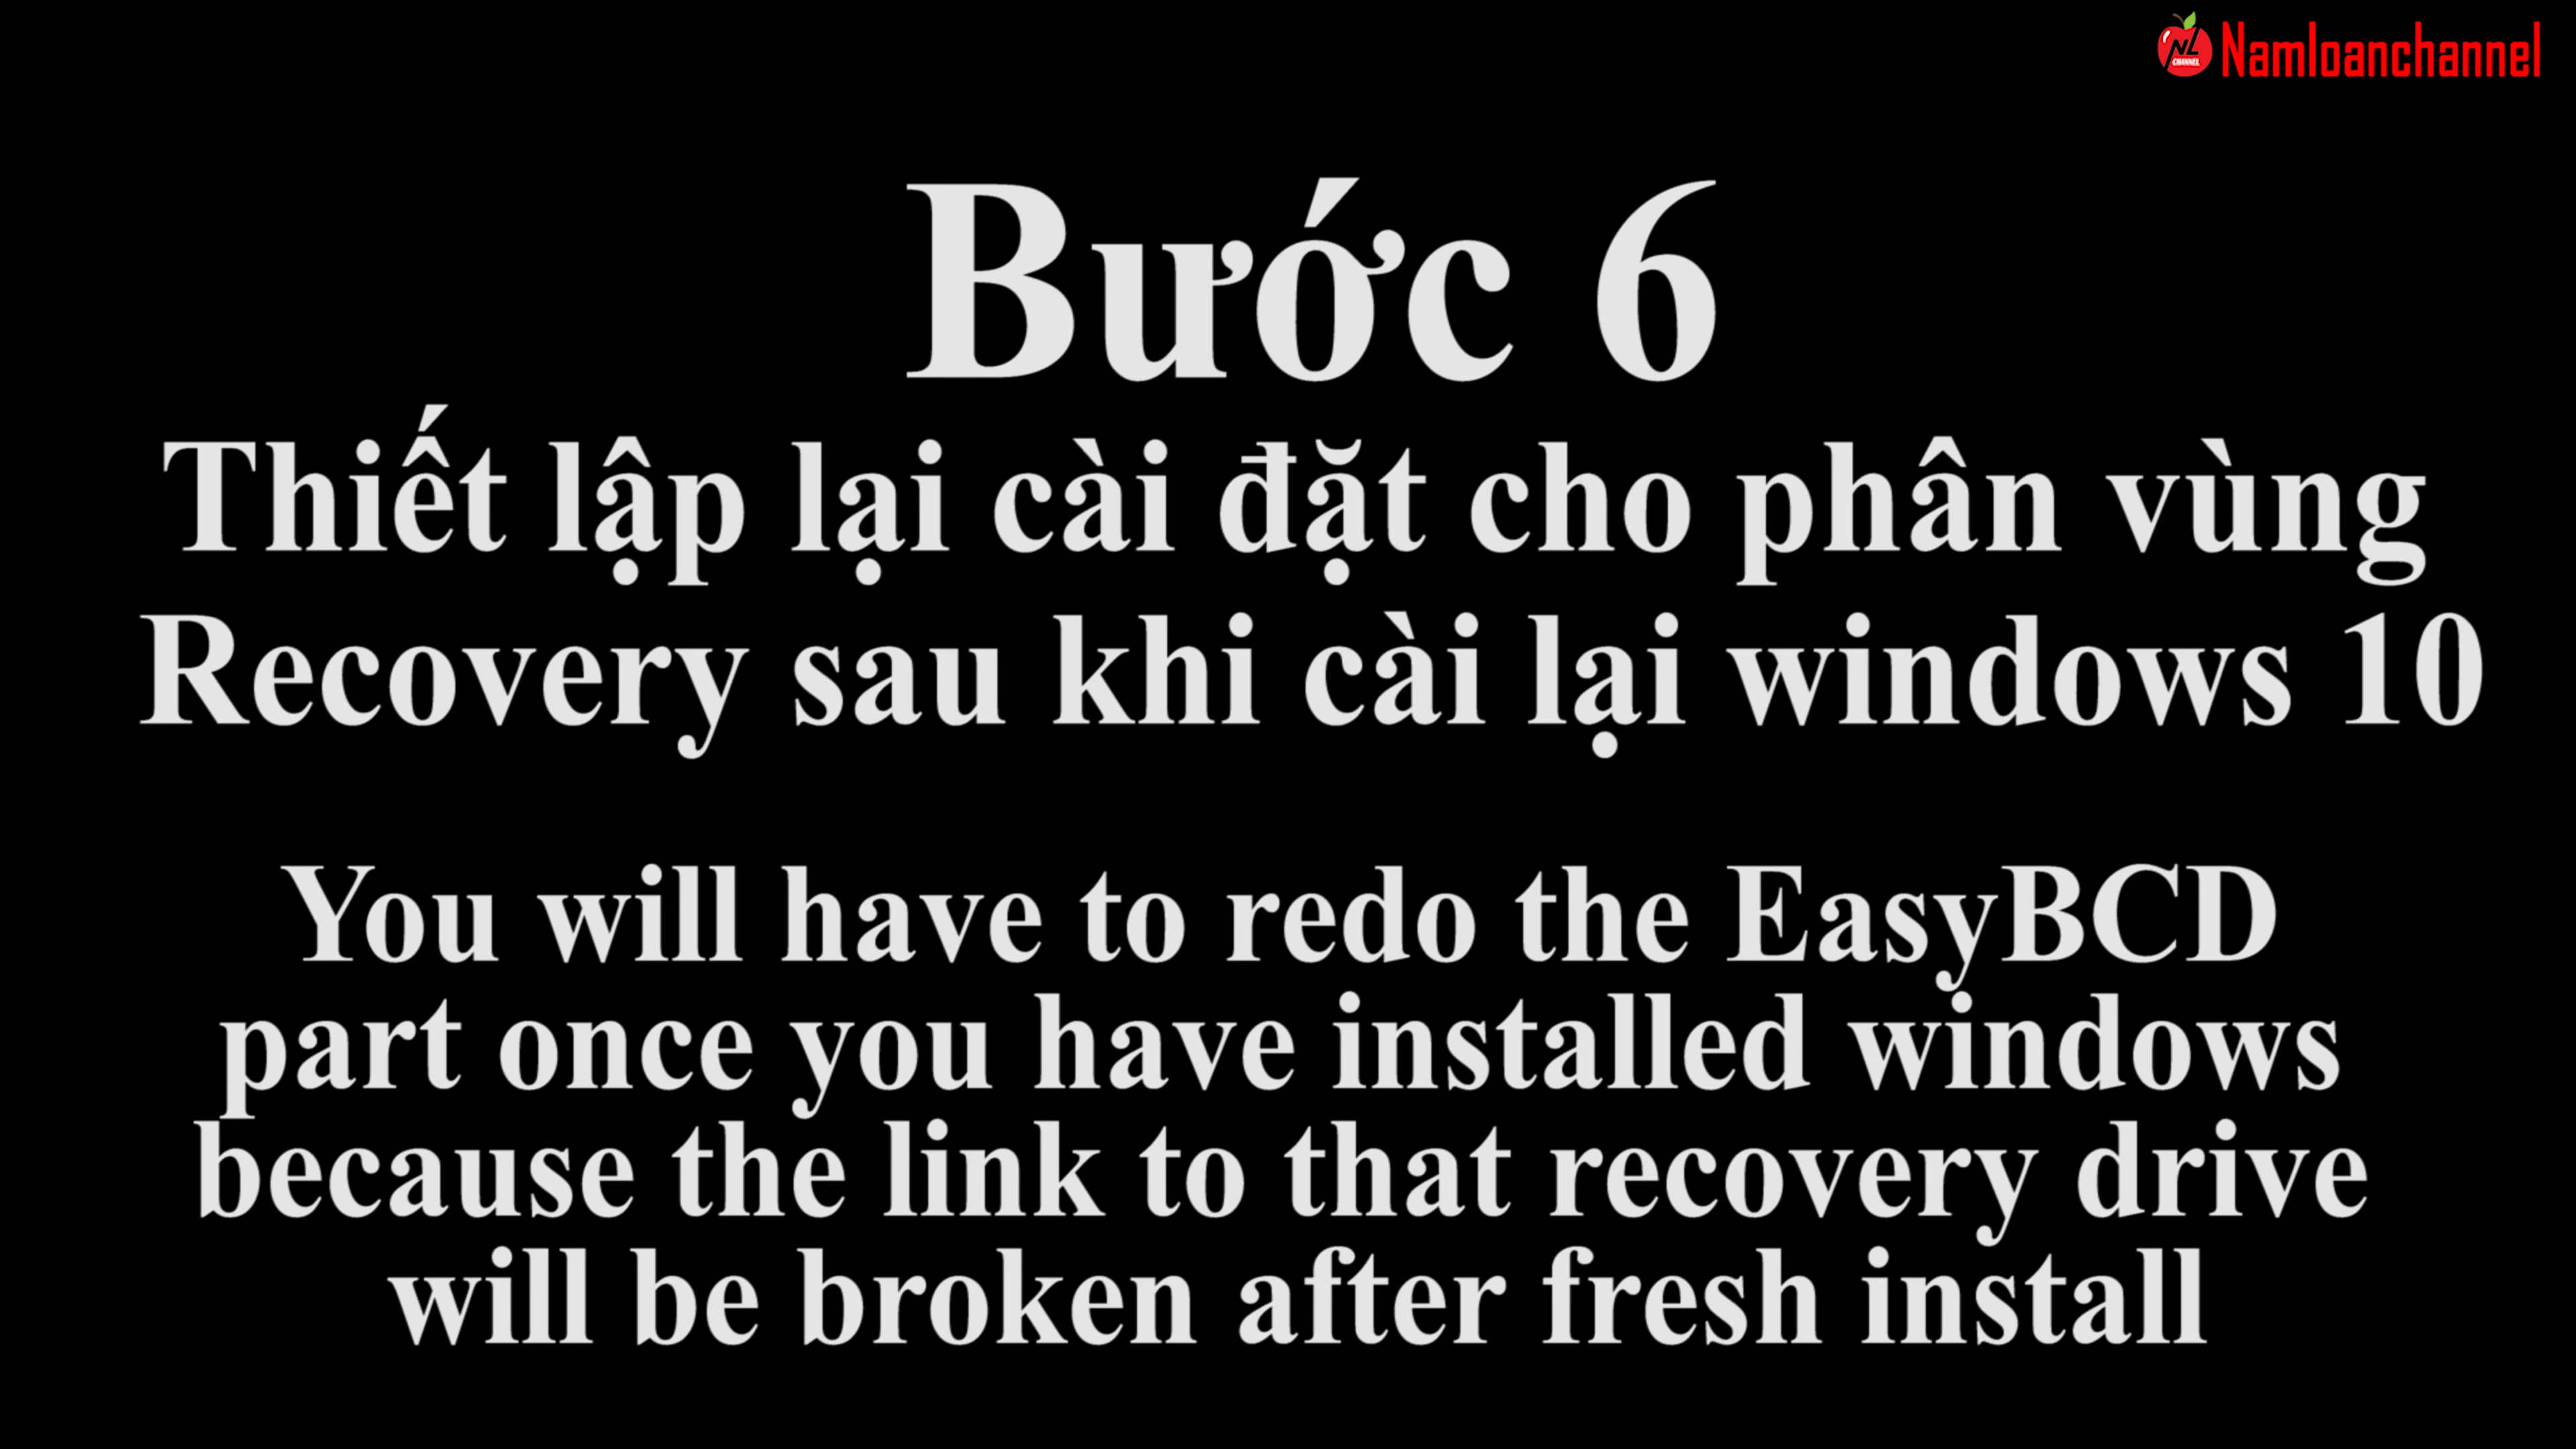 NL
CHANNEL
Namloanchannel
Bước 6
Thiết lập lại cài đặt cho phân vùng
Recovery sau khi cài lại windows 10
You will have to redo the EasyBCD
part once you have installed windows
because the link to that recovery drive
will be broken after fresh install